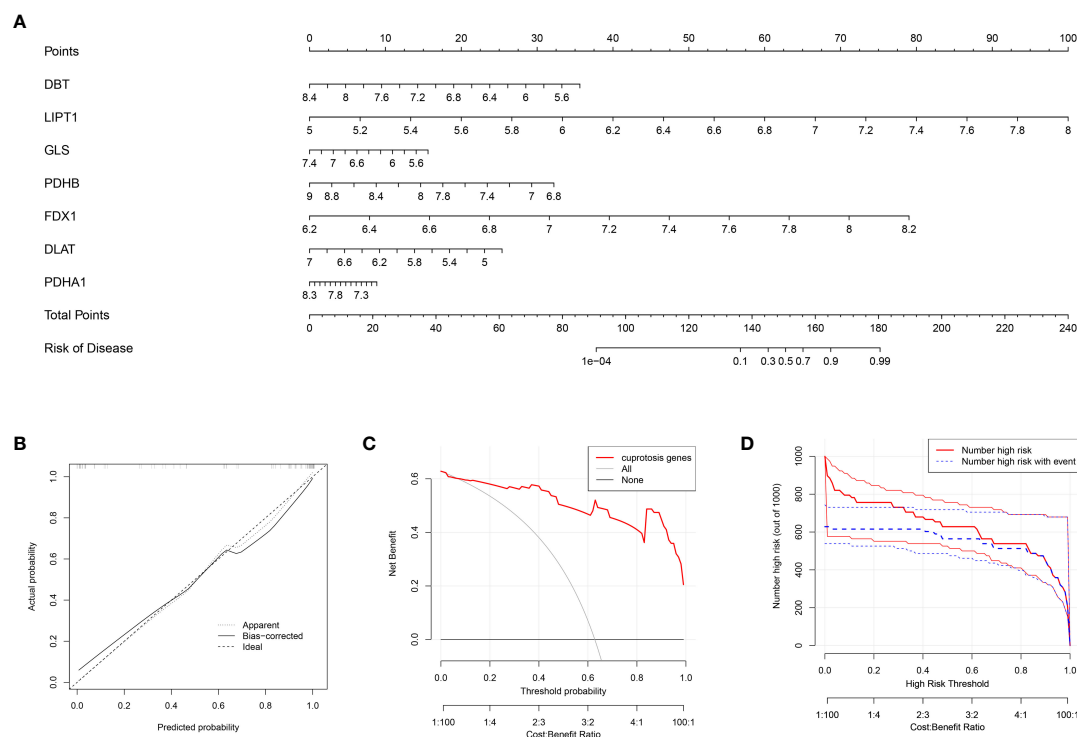 A
Points
0 10 20 30 40 50 60 70 80 90 100
DBT
8.4 8 7.6 7.2 6.8 6.4 6 5.6
LIPT1
5 5.2 5.4 5.6 5.8 6 6.2 6.4 6.6 6.8 7 7.2 7.4 7.6 7.8 8
GLS
7.4 7 6.6 6 5.6
PDHB
9 8.8 8.4 8 7.8 7.4 7 6.8
FDX1
6.2 6.4 6.6 6.8 7 7.2 7.4 7.6 7.8 8 8.2
DLAT
7 6.6 6.2 5.8 5.4 5
PDHA1
8.3 7.8 7.3
Total Points
0 20 40 60 80 100 120 140 160 180 200 220 240
Risk of Disease
1e−04 0.1 0.3 0.5 0.7 0.9 0.99
B
Actual probability
1.0
0.8
0.6
0.4
0.2
0.0
Apparent
Bias−corrected
Ideal
0.0 0.2 0.4 0.6 0.8 1.0
Predicted probability
C
cuprotosis genes
All
None
Net Benefit
0.6
0.4
0.2
0.0
0.0 0.2 0.4 0.6 0.8 1.0
Threshold probability
1:100 1:4 2:3 3:2 4:1 100:1
Cost:Benefit Ratio
D
Number high risk
Number high risk with event
Number high risk (out of 1000)
1000
800
600
400
200
0
0.0 0.2 0.4 0.6 0.8 1.0
High Risk Threshold
1:100 1:4 2:3 3:2 4:1 100:1
Cost:Benefit Ratio